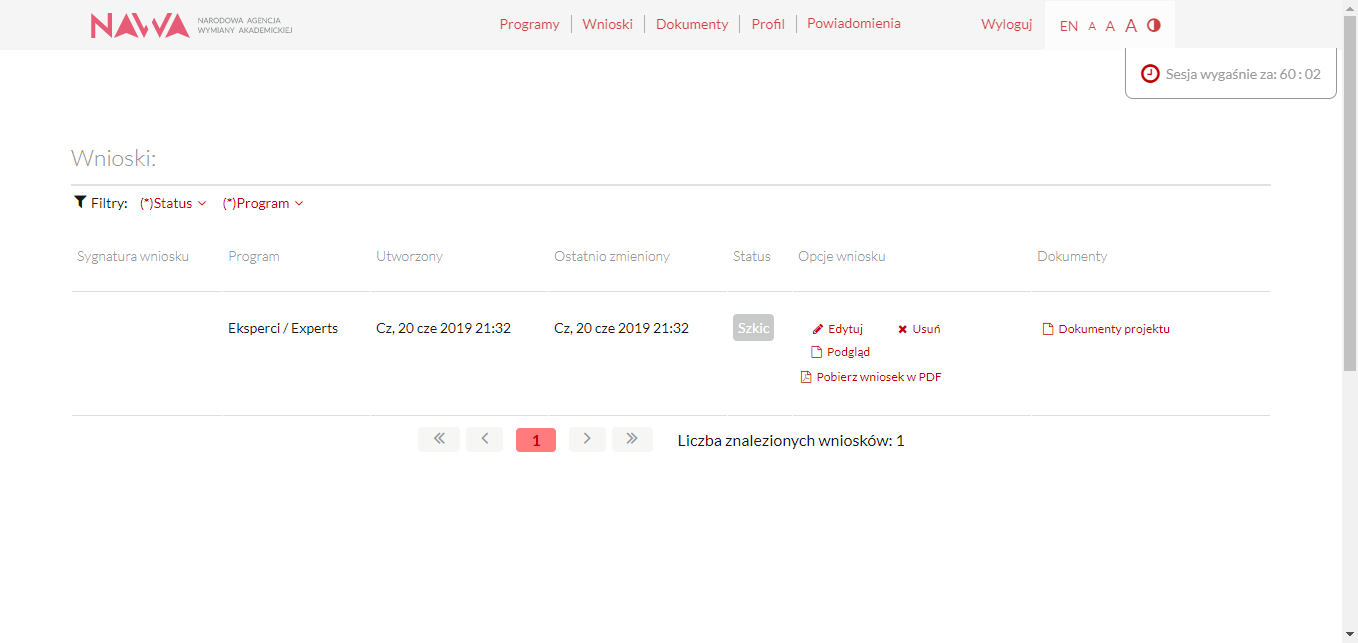 NAWA NARODOWA AGENCJA
WYMIANY AKADEMICKIEJ
Programy Wnioski Dokumenty Profil Powiadomienia Wyloguj EN A A A
Sesja wygaśnie za: 60 : 02
Wnioski:
Filtry: (*)Status (*)Program
Sygnatura wniosku Program Utworzony Ostatnio zmieniony Status Opcje wniosku Dokumenty
Eksperci / Experts Cz, 20 cze 2019 21:32 Cz, 20 cze 2019 21:32 Szkic Edytuj Usuń Dokumenty projektu
Podgląd
Pobierz wniosek w PDF
« < 1 > » Liczba znalezionych wniosków: 1